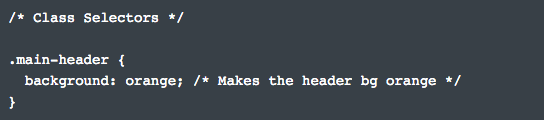 /* Class Selectors */
.main-header {
background: orange; /* Makes the header bg orange */
}